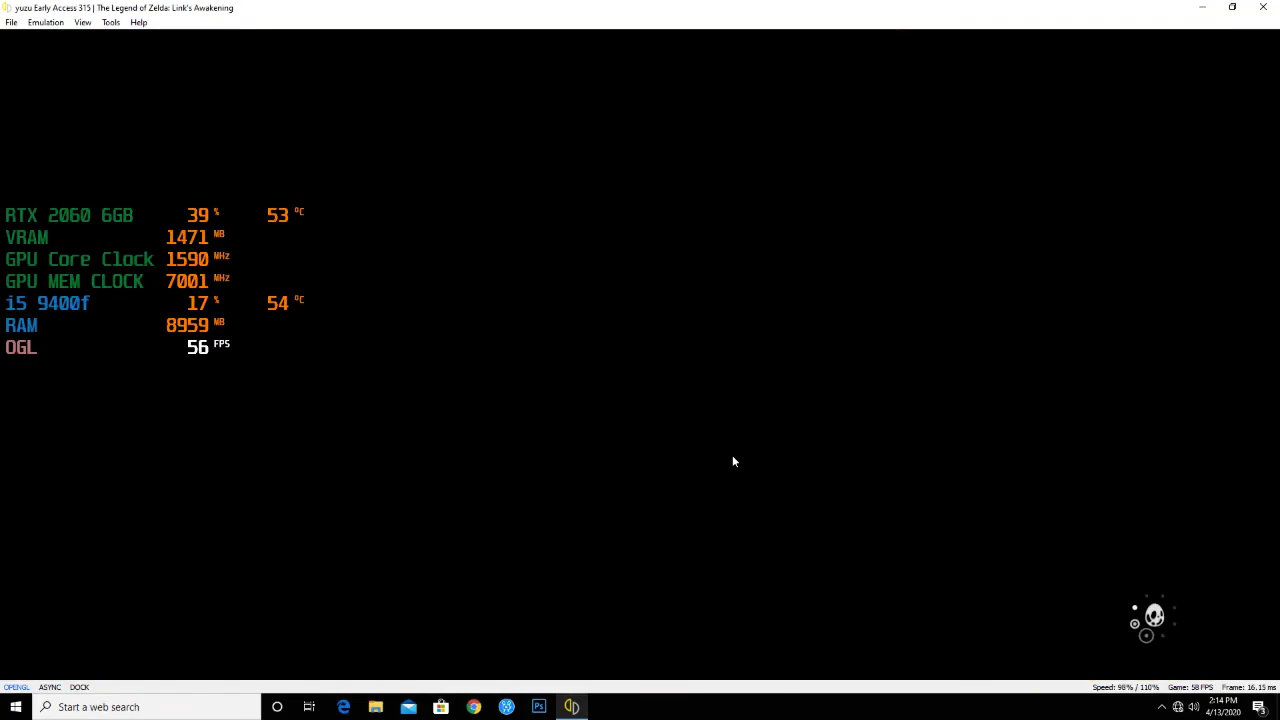 yuzu Early Access 315 | The Legend of Zelda: Link's Awakening
File Emulation View Tools Help
RTX 2060 6GB 39 % 53 °C
VRAM 1471 MB
GPU Core Clock 1590 MHz
GPU MEM CLOCK 7001 MHz
i5 9400f 17 % 54 °C
RAM 8959 MB
OGL 56 FPS
OPENGL ASYNC DOCK Speed: 98% / 110% Game: 58 FPS Frame: 16.15 ms
Start a web search
Ps
2:14 PM
4/13/2020
3